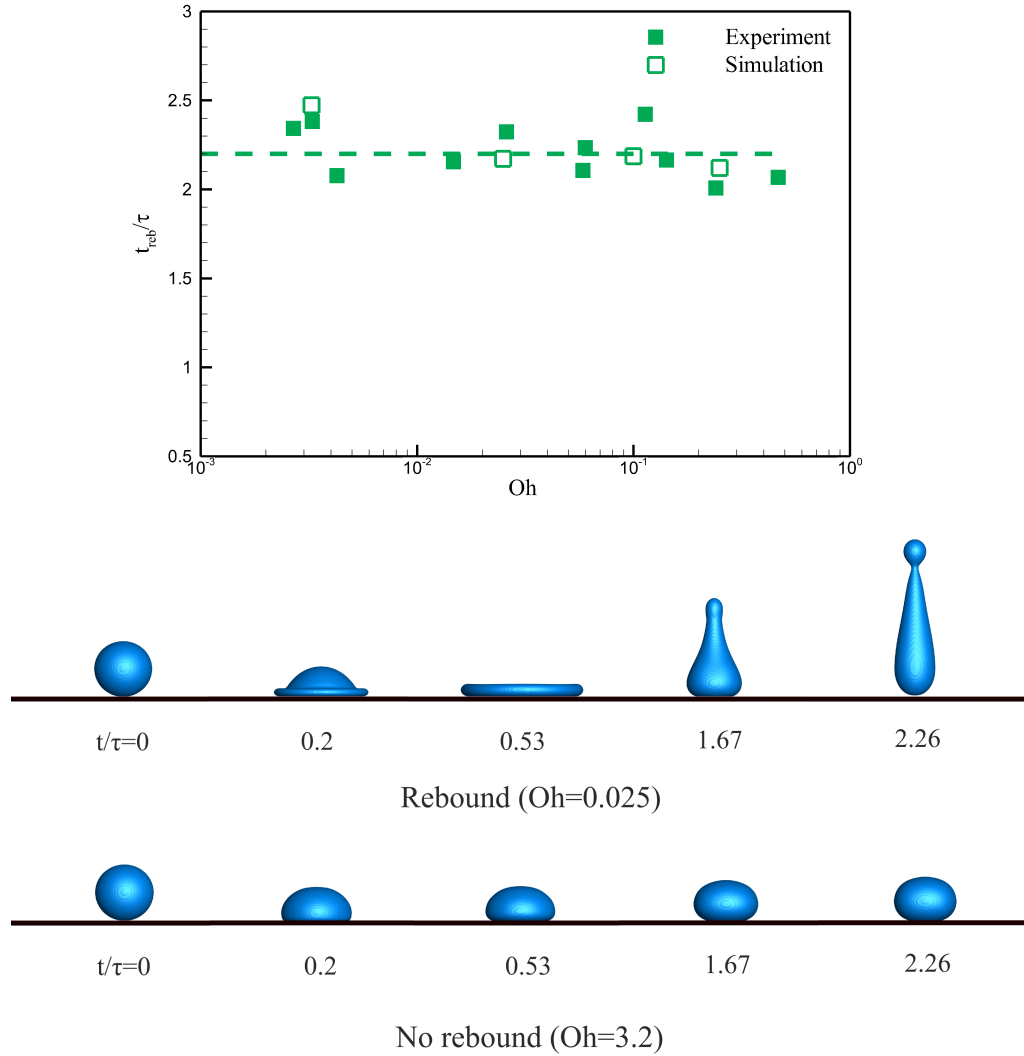 3
2.5
2
1.5
1
0.5
t_reb/τ
Experiment
Simulation
10^-3 10^-2 10^-1 10^0
Oh
t/τ=0 0.2 0.53 1.67 2.26
Rebound (Oh=0.025)
t/τ=0 0.2 0.53 1.67 2.26
No rebound (Oh=3.2)